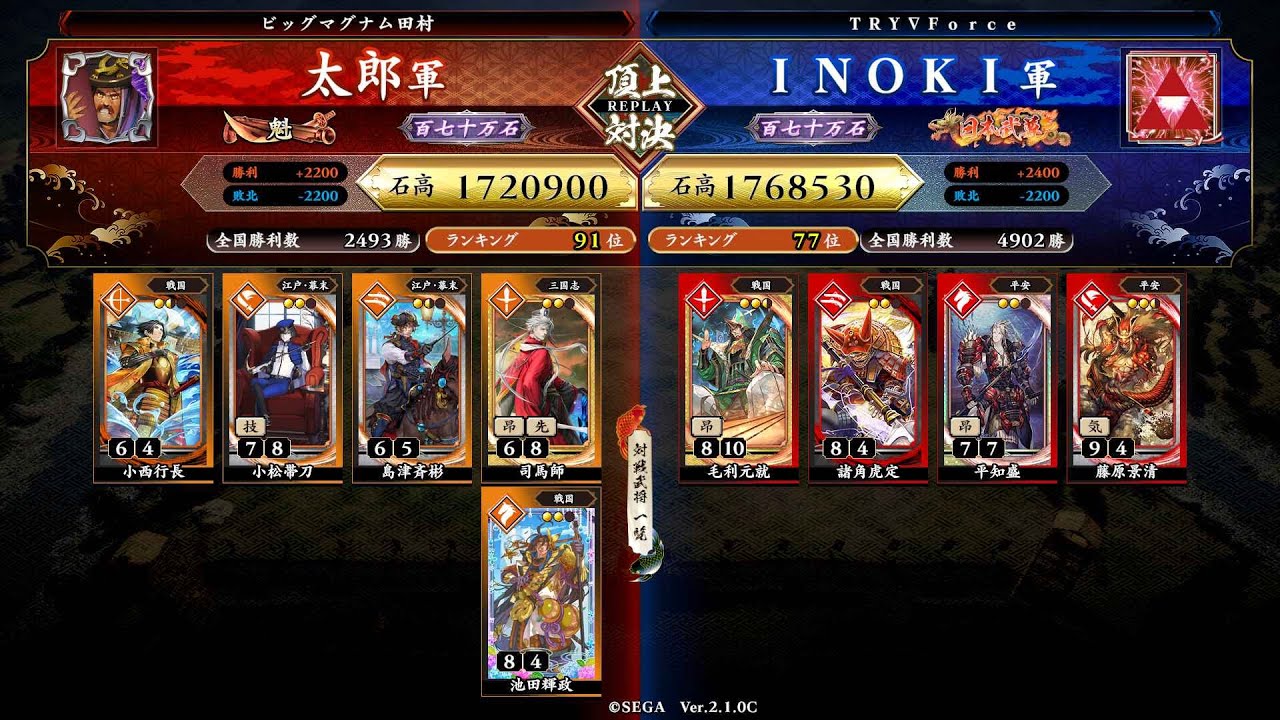 ビッグマグナム田村
TRY∇Force
太郎軍
頂上
REPLAY
対決
INOKI軍
魁
百七十万石
百七十万石
日本武道
勝利 +2200
敗北 -2200
石高 1720900
石高 1768530
勝利 +2400
敗北 -2200
全国勝利数 2493勝
ランキング 91位
ランキング 77位
全国勝利数 4902勝
戦国
江戸・幕末
江戸・幕末
三国志
戦国
戦国
平安
平安
技
昴 先
昴
昴
気
6 4
7 8
6 5
6 8
8 10
8 4
7 7
9 4
小西行長
小松帯刀
島津斉彬
司馬師
毛利元就
諸角虎定
平知盛
藤原景清
対戦武将一覧
戦国
8 4
池田輝政
©SEGA Ver.2.1.0C